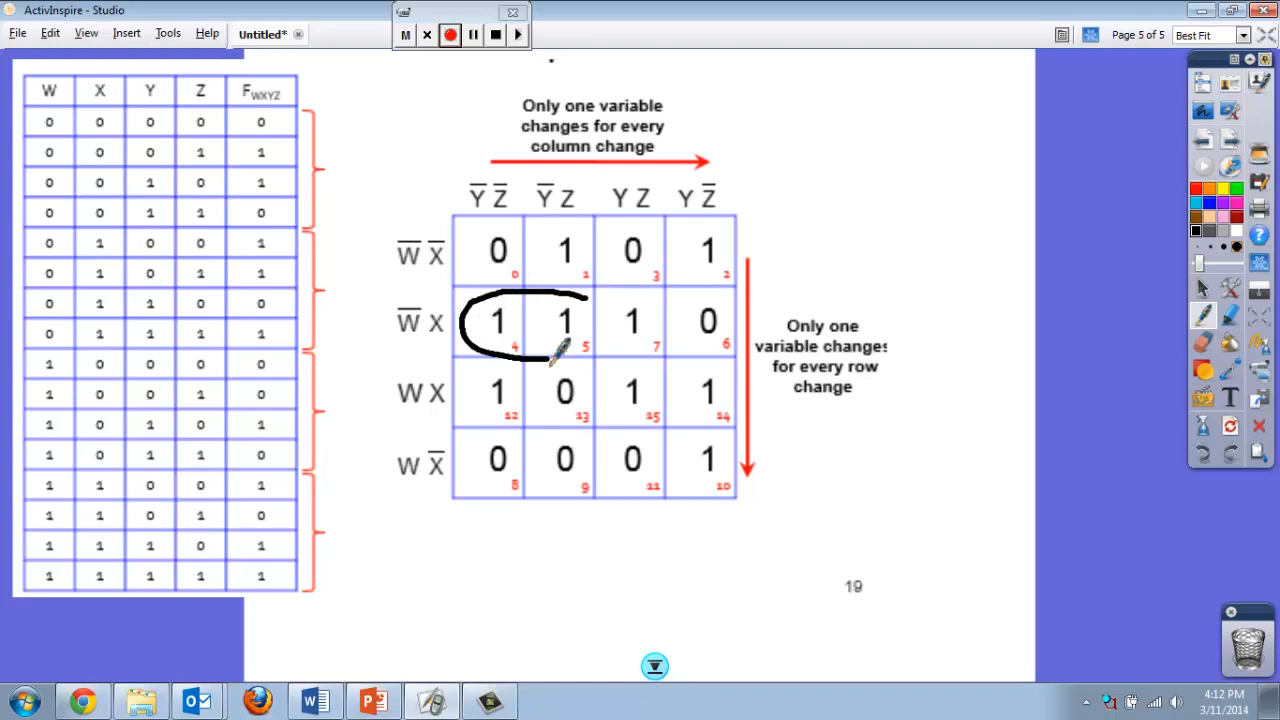 ActivInspire - Studio
File Edit View Insert Tools Help Untitled*
M
Page 5 of 5 Best Fit
W X Y Z F_WXYZ
0 0 0 0 0
0 0 0 1 1
0 0 1 0 1
0 0 1 1 0
0 1 0 0 1
0 1 0 1 1
0 1 1 0 0
0 1 1 1 1
1 0 0 0 0
1 0 0 1 0
1 0 1 0 1
1 0 1 1 0
1 1 0 0 1
1 1 0 1 0
1 1 1 0 1
1 1 1 1 1
Only one variable
changes for every
column change
Y̅ Z̅ Y̅ Z Y Z Y Z̅
W̅ X̅ 0 1 0 1
0 1 3 2
W̅ X 1 1 1 0
4 5 7 6
W X 1 0 1 1
12 13 15 14
W X̅ 0 0 0 1
8 9 11 10
Only one
variable changes
for every row
change
19
4:12 PM
3/11/2014